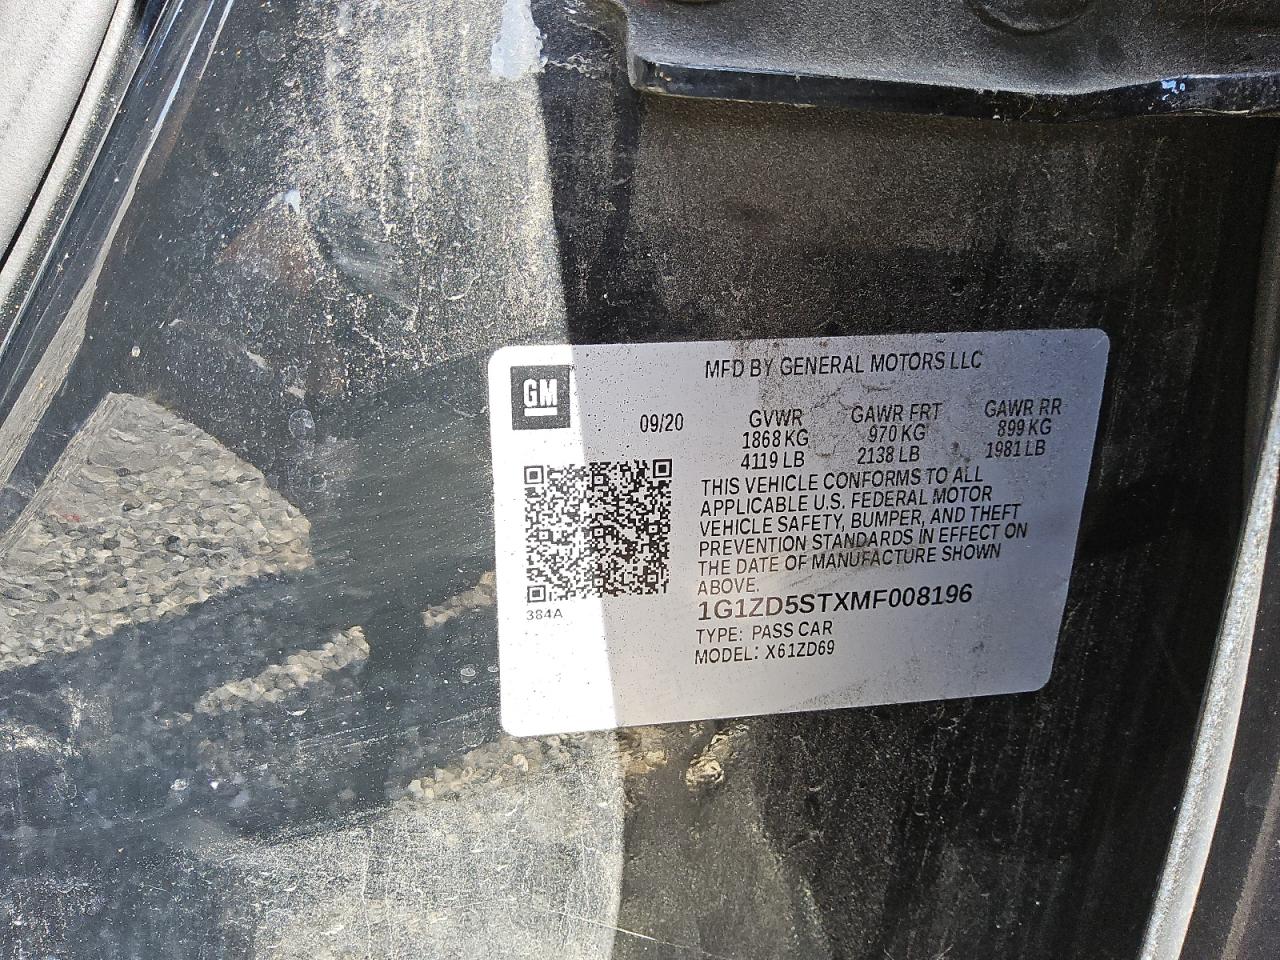 MFD BY GENERAL MOTORS LLC
GM
09/20
GVWR GAWR FRT GAWR RR
1868 KG 970 KG 899 KG
4119 LB 2138 LB 1981 LB
THIS VEHICLE CONFORMS TO ALL
APPLICABLE U.S. FEDERAL MOTOR
VEHICLE SAFETY, BUMPER, AND THEFT
PREVENTION STANDARDS IN EFFECT ON
THE DATE OF MANUFACTURE SHOWN
ABOVE.
1G1ZD5STXMF008196
384A
TYPE: PASS CAR
MODEL: X61ZD69